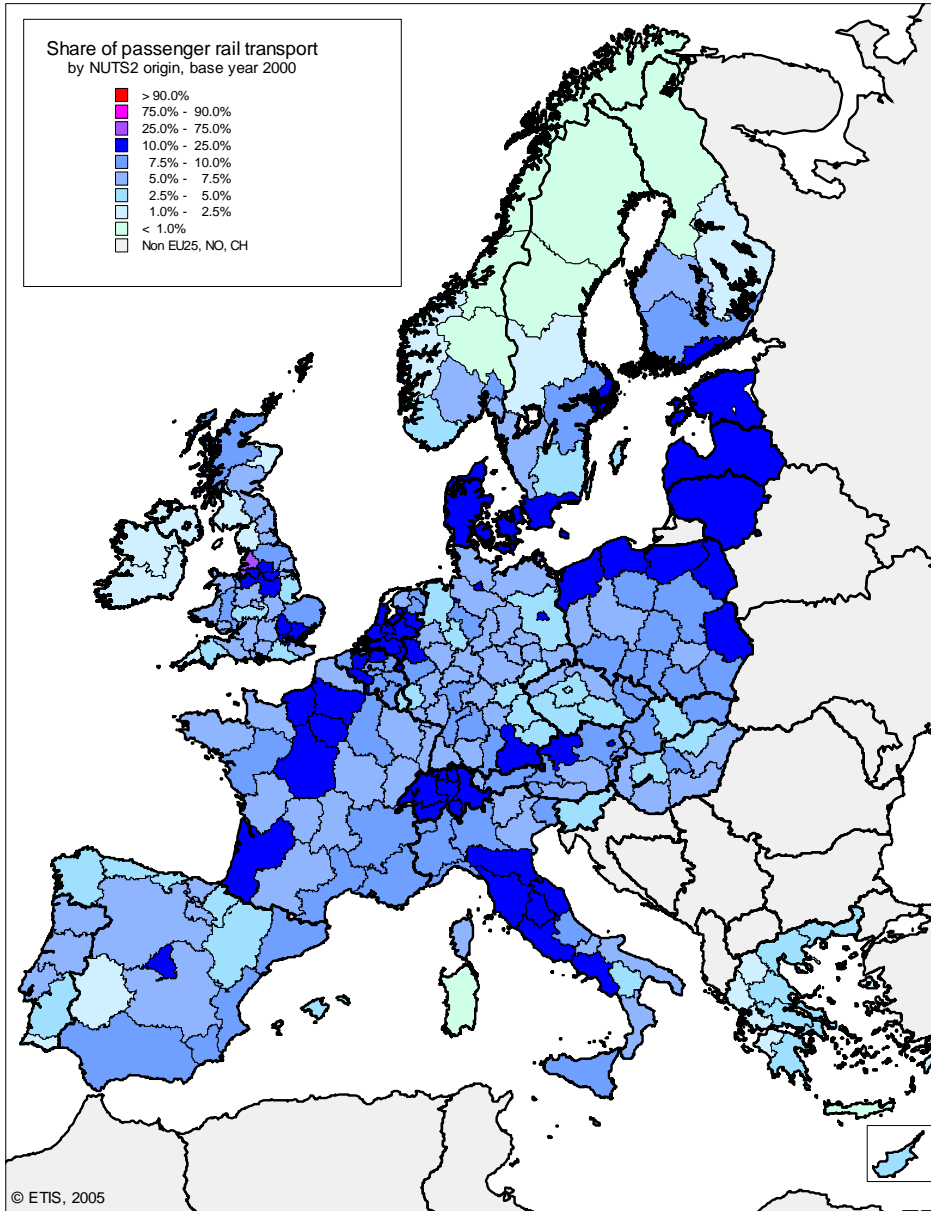 Share of passenger rail transport
by NUTS2 origin, base year 2000
> 90.0%
75.0% - 90.0%
25.0% - 75.0%
10.0% - 25.0%
7.5% - 10.0%
5.0% - 7.5%
2.5% - 5.0%
1.0% - 2.5%
< 1.0%
Non EU25, NO, CH
© ETIS, 2005